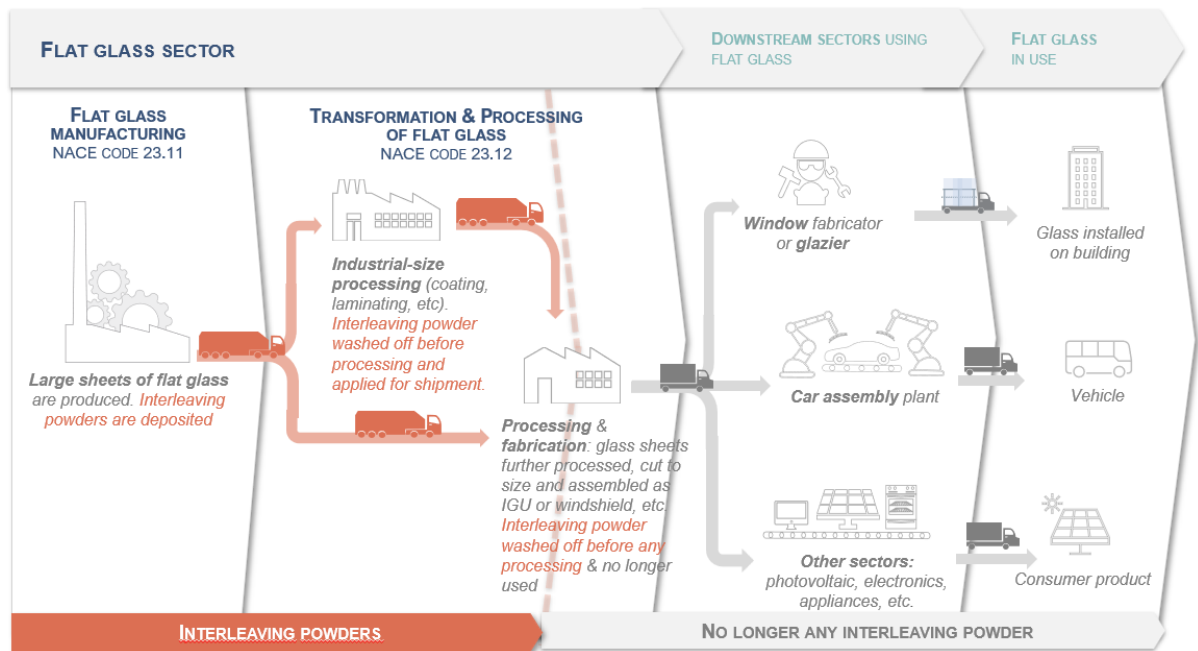 FLAT GLASS SECTOR
DOWNSTREAM SECTORS USING
FLAT GLASS
FLAT GLASS
IN USE
FLAT GLASS
MANUFACTURING
NACE CODE 23.11
TRANSFORMATION & PROCESSING
OF FLAT GLASS
NACE CODE 23.12
Large sheets of flat glass
are produced. Interleaving
powders are deposited
Industrial-size
processing (coating,
laminating, etc).
Interleaving powder
washed off before
processing and
applied for shipment.
Processing &
fabrication: glass sheets
further processed, cut to
size and assembled as
IGU or windshield, etc.
Interleaving powder
washed off before any
processing & no longer
used
Window fabricator
or glazier
Glass installed
on building
Car assembly plant
Vehicle
Other sectors:
photovoltaic, electronics,
appliances, etc.
Consumer product
INTERLEAVING POWDERS
NO LONGER ANY INTERLEAVING POWDER